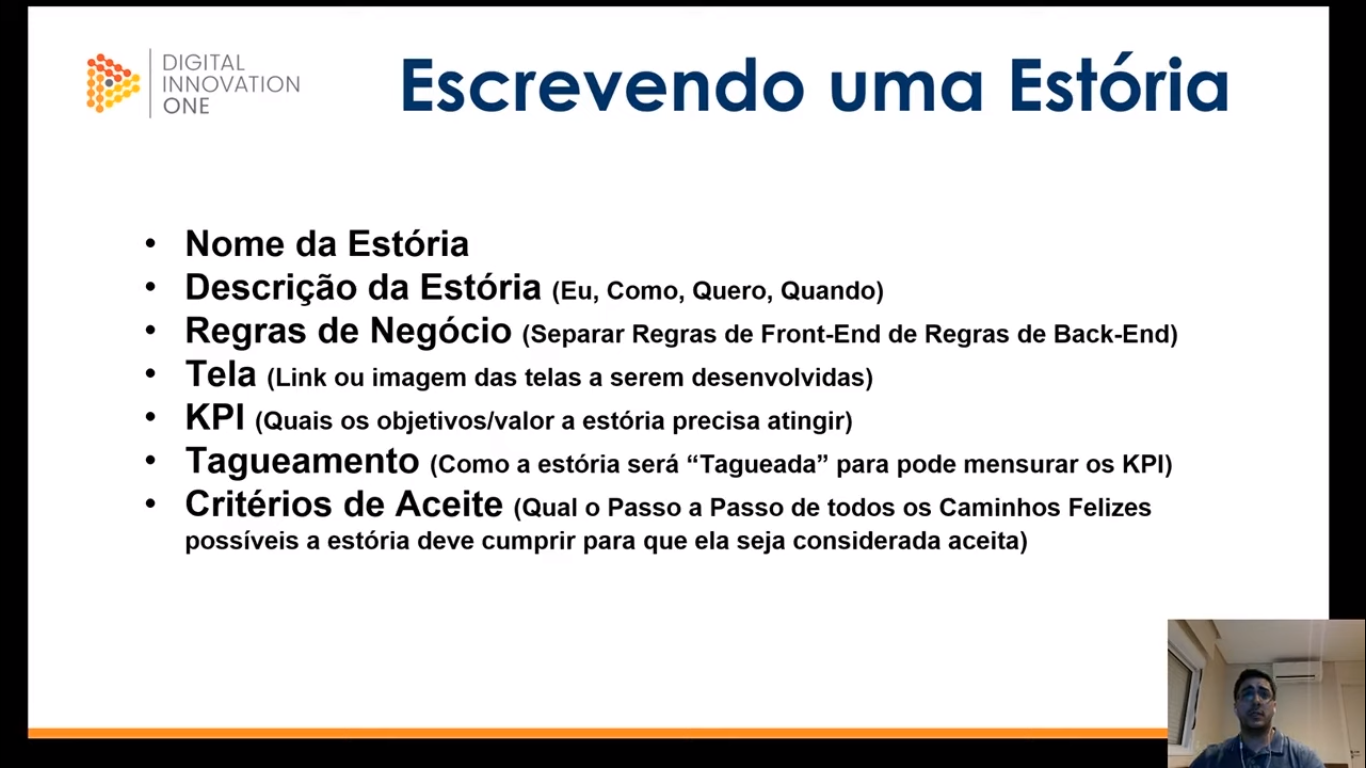 DIGITAL
INNOVATION
ONE
Escrevendo uma Estória
• Nome da Estória
• Descrição da Estória (Eu, Como, Quero, Quando)
• Regras de Negócio (Separar Regras de Front-End de Regras de Back-End)
• Tela (Link ou imagem das telas a serem desenvolvidas)
• KPI (Quais os objetivos/valor a estória precisa atingir)
• Tagueamento (Como a estória será “Tagueada” para pode mensurar os KPI)
• Critérios de Aceite (Qual o Passo a Passo de todos os Caminhos Felizes
possíveis a estória deve cumprir para que ela seja considerada aceita)